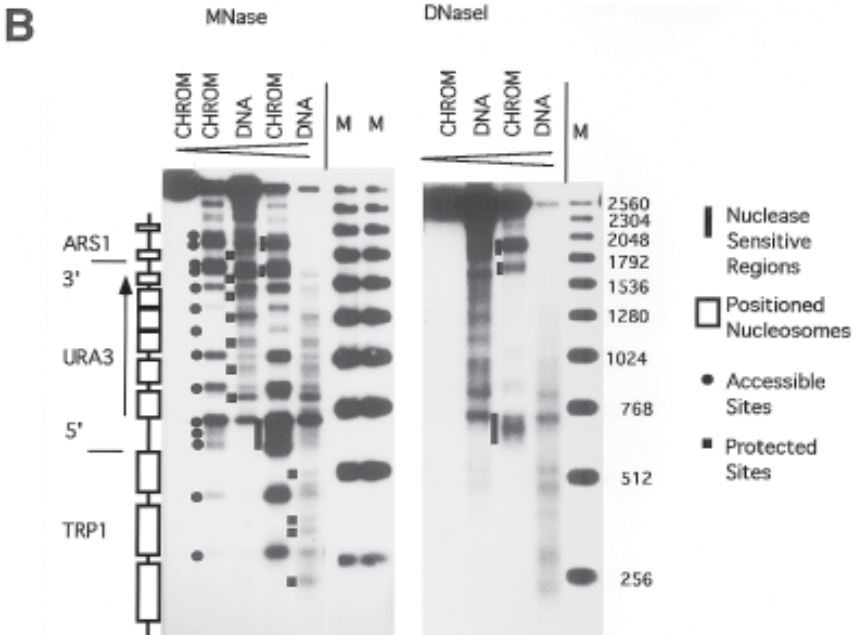 B
MNase
DNaseI
CHROM
CHROM
DNA
CHROM
DNA
M M
CHROM
DNA
CHROM
DNA
M
ARS1
3'
URA3
5'
TRP1
2560
2304
2048
1792
1536
1280
1024
768
512
256
Nuclease
Sensitive
Regions
Positioned
Nucleosomes
Accessible
Sites
Protected
Sites